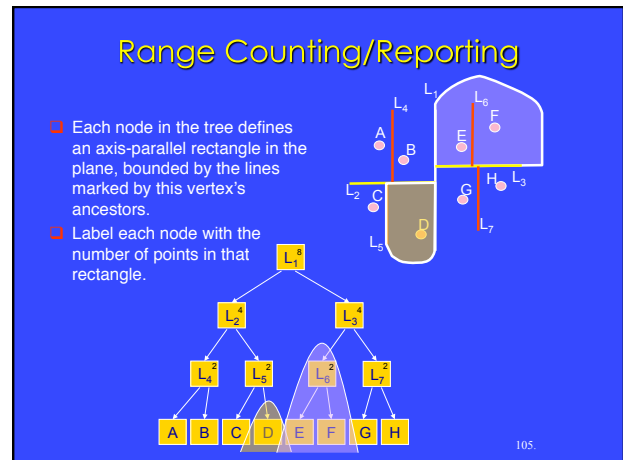 Range Counting/Reporting
Each node in the tree defines
an axis-parallel rectangle in the
plane, bounded by the lines
marked by this vertex's
ancestors.
Label each node with the
number of points in that
rectangle.
L1
L4
L6
F
A
E
B
L2
H
L3
C
G
D
L7
L5
L1 8
L2 4
L3 4
L4 2
L5 2
L6 2
L7 2
A B C D E F G H
105.